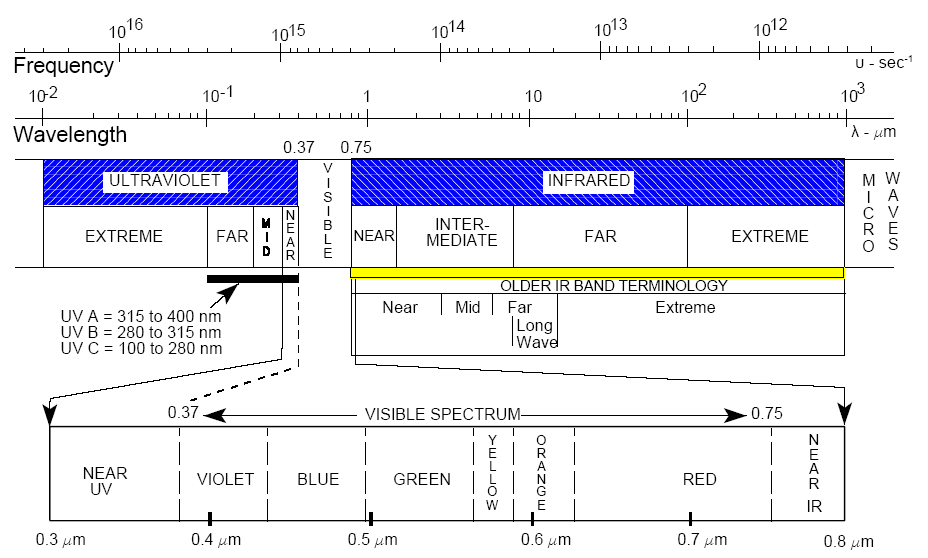 10^16 10^15 10^14 10^13 10^12
Frequency υ - sec^-1
10^-2 10^-1 1 10 10^2 10^3
Wavelength λ - μm
0.37 0.75
ULTRAVIOLET
VISIBLE
INFRARED
MICRO WAVES
EXTREME FAR MID NEAR
NEAR INTER-
MEDIATE FAR EXTREME
OLDER IR BAND TERMINOLOGY
Near Mid Far Extreme
Long
Wave
UV A = 315 to 400 nm
UV B = 280 to 315 nm
UV C = 100 to 280 nm
0.37 VISIBLE SPECTRUM 0.75
NEAR
UV
VIOLET BLUE GREEN YELLOW ORANGE RED NEAR IR
0.3 μm 0.4 μm 0.5 μm 0.6 μm 0.7 μm 0.8 μm